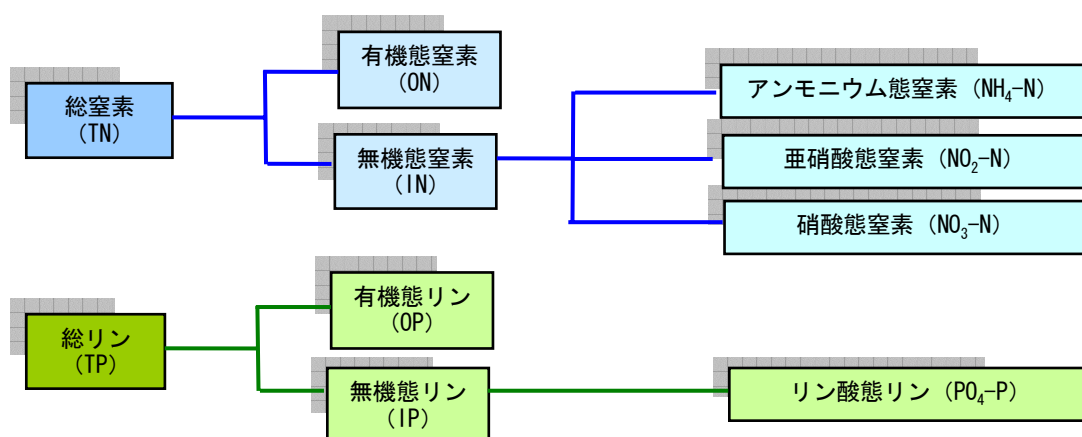 総窒素
(TN)
有機態窒素
(ON)
無機態窒素
(IN)
アンモニウム態窒素（NH₄-N）
亜硝酸態窒素（NO₂-N）
硝酸態窒素（NO₃-N）
総リン
(TP)
有機態リン
(OP)
無機態リン
(IP)
リン酸態リン（PO₄-P）